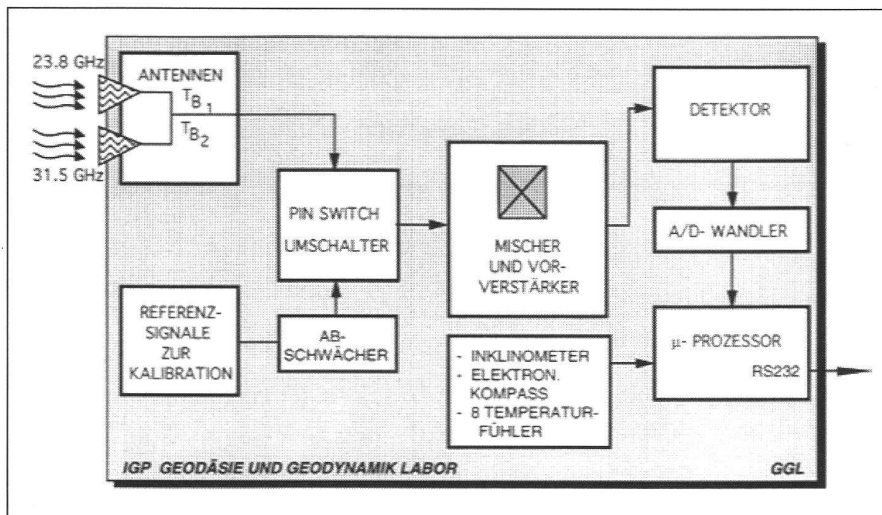 23.8 GHz
31.5 GHz
ANTENNEN
TB1
TB2
PIN SWITCH
UMSCHALTER
REFERENZ-
SIGNALE
ZUR
KALIBRATION
AB-
SCHWÄCHER
MISCHER
UND VOR-
VERSTÄRKER
DETEKTOR
A/D- WANDLER
μ- PROZESSOR
RS232
- INKLINOMETER
- ELEKTRON.
KOMPASS
- 8 TEMPERATUR-
FÜHLER
IGP GEODÄSIE UND GEODYNAMIK LABOR
GGL